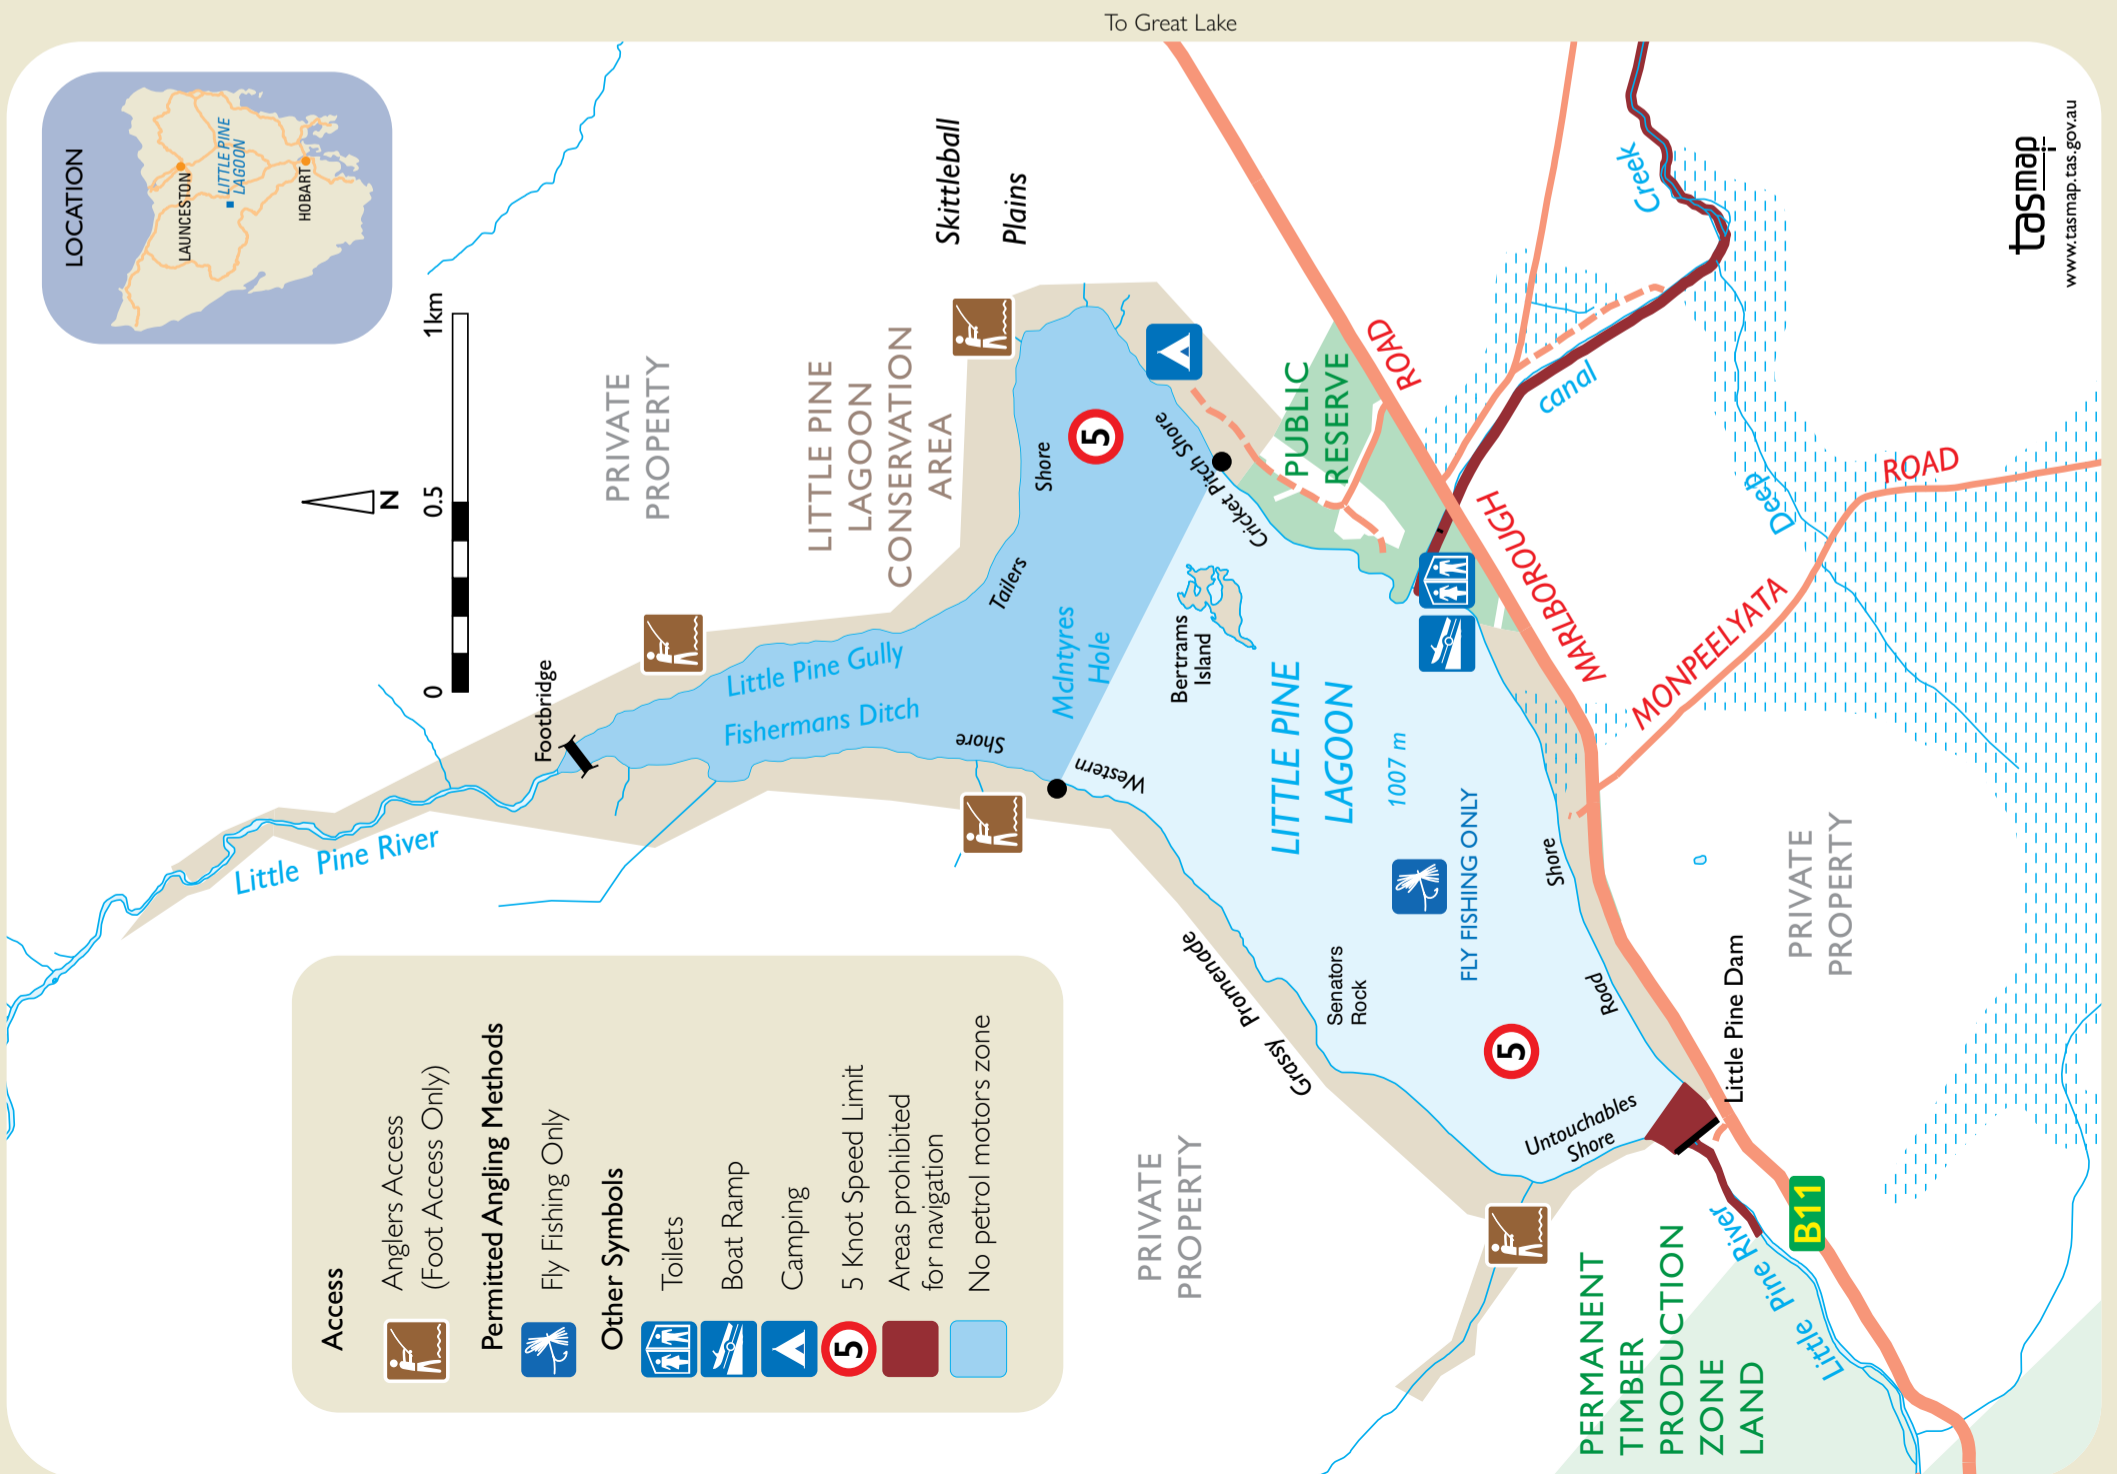 To Great Lake
LOCATION
LAUNCESTON
LITTLE PINE
LAGOON
HOBART
0
0.5
1km
N
Skittleball
Plains
PRIVATE
PROPERTY
LITTLE PINE
LAGOON
CONSERVATION
AREA
Footbridge
Little Pine River
Little Pine Gully
Fishermans Ditch
Tailers
Shore
5
McIntyres
Hole
Western
Shore
Cricket Pitch Shore
PUBLIC
RESERVE
Bertrams
Island
LITTLE PINE
LAGOON
1007 m
FLY FISHING ONLY
Senators
Rock
Grassy Promenade
5
Untouchables
Shore
Road
Shore
Little Pine Dam
MARLBOROUGH
ROAD
MONPEELYATA
ROAD
canal
Deep
Creek
PRIVATE
PROPERTY
PRIVATE
PROPERTY
B11
Little Pine River
PERMANENT
TIMBER
PRODUCTION
ZONE
LAND
Access
Anglers Access
(Foot Access Only)
Permitted Angling Methods
Fly Fishing Only
Other Symbols
Toilets
Boat Ramp
Camping
5
5 Knot Speed Limit
Areas prohibited
for navigation
No petrol motors zone
tasmap
www.tasmap.tas.gov.au